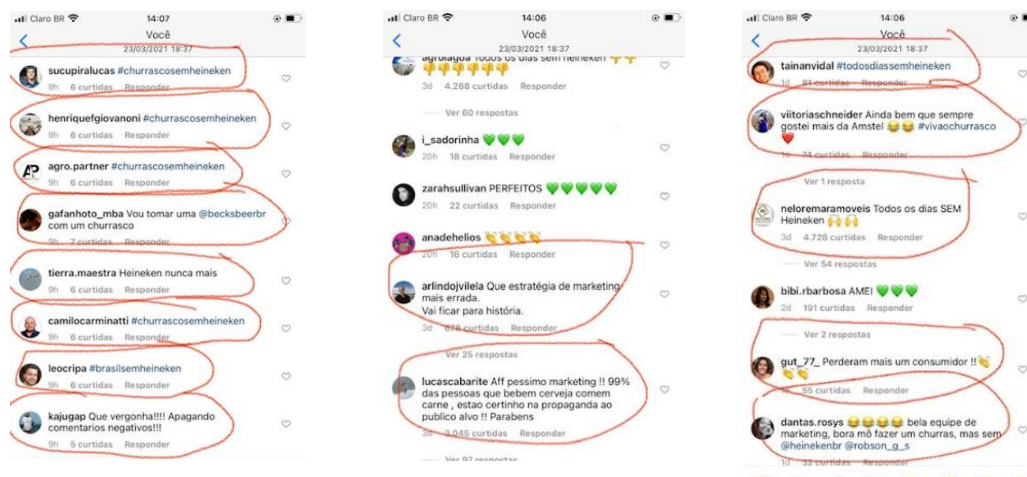 Claro BR 14:07
Você
23/03/2021 18:37
sucupiralucas #churrascosemheineken
9h 6 curtidas Responder
henriquefgiovanoni #churrascosemheineken
9h 6 curtidas Responder
AP
agro.partner #churrascosemheineken
9h 6 curtidas Responder
gafanhoto_mba Vou tomar uma @becksbeerbr
com um churrasco
9h 7 curtidas Responder
tierra.maestra Heineken nunca mais
9h 6 curtidas Responder
camilocarminatti #churrascosemheineken
9h 6 curtidas Responder
leocripa #brasilsemheineken
9h 6 curtidas Responder
kajugap Que vergonha!!!! Apagando
comentarios negativos!!!
9h 5 curtidas Responder
Claro BR 14:06
Você
23/03/2021 18:37
agrolagoa Todos os dias sem heineken 👎👎
👎👎👎👎👎👎
3d 4.288 curtidas Responder
Ver 60 respostas
i_sadorinha 💚💚💚
20h 18 curtidas Responder
zarahsullivan PERFEITOS 💚💚💚💚💚
20h 22 curtidas Responder
anadehelios 👏👏👏👏
20h 16 curtidas Responder
arlindojvilela Que estratégia de marketing
mais errada.
Vai ficar para história.
3d 678 curtidas Responder
Ver 25 respostas
lucascabarite Aff pessimo marketing !! 99%
das pessoas que bebem cerveja comem
carne , estao certinho na propaganda ao
publico alvo !! Parabens
3d 3.045 curtidas Responder
Ver 97 respostas
Claro BR 14:06
Você
23/03/2021 18:37
tainanvidal #todosdiassemheineken
1d 81 curtidas Responder
viitoriaschneider Ainda bem que sempre
gostei mais da Amstel 😂😂 #vivaochurrasco
❤️
1d 74 curtidas Responder
Ver 1 resposta
neloremaramoveis Todos os dias SEM
Heineken 🙌🙌
3d 4.728 curtidas Responder
Ver 54 respostas
bibi.rbarbosa AMEI 💚💚💚
2d 191 curtidas Responder
Ver 2 respostas
gut_77_ Perderam mais um consumidor !!👏
👏👏
55 curtidas Responder
dantas.rosys 😂😂😂😂 bela equipe de
marketing, bora mô fazer um churras, mas sem
@heinekenbr @robson_g_s
1d 32 curtidas Responder